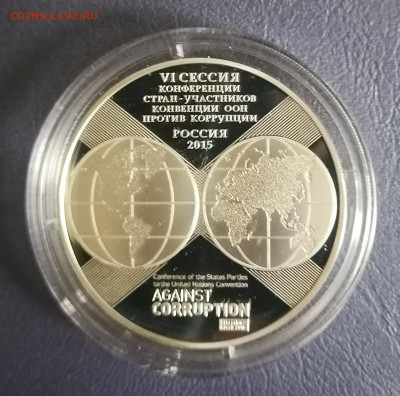 COINS.LAVE.RU
VI СЕССИЯ
КОНФЕРЕНЦИИ
СТРАН-УЧАСТНИКОВ
КОНВЕНЦИИ ООН
ПРОТИВ КОРРУПЦИИ
РОССИЯ
2015
Conference of the Status Parties
to the United Nations Convention
AGAINST
CORRUPTION